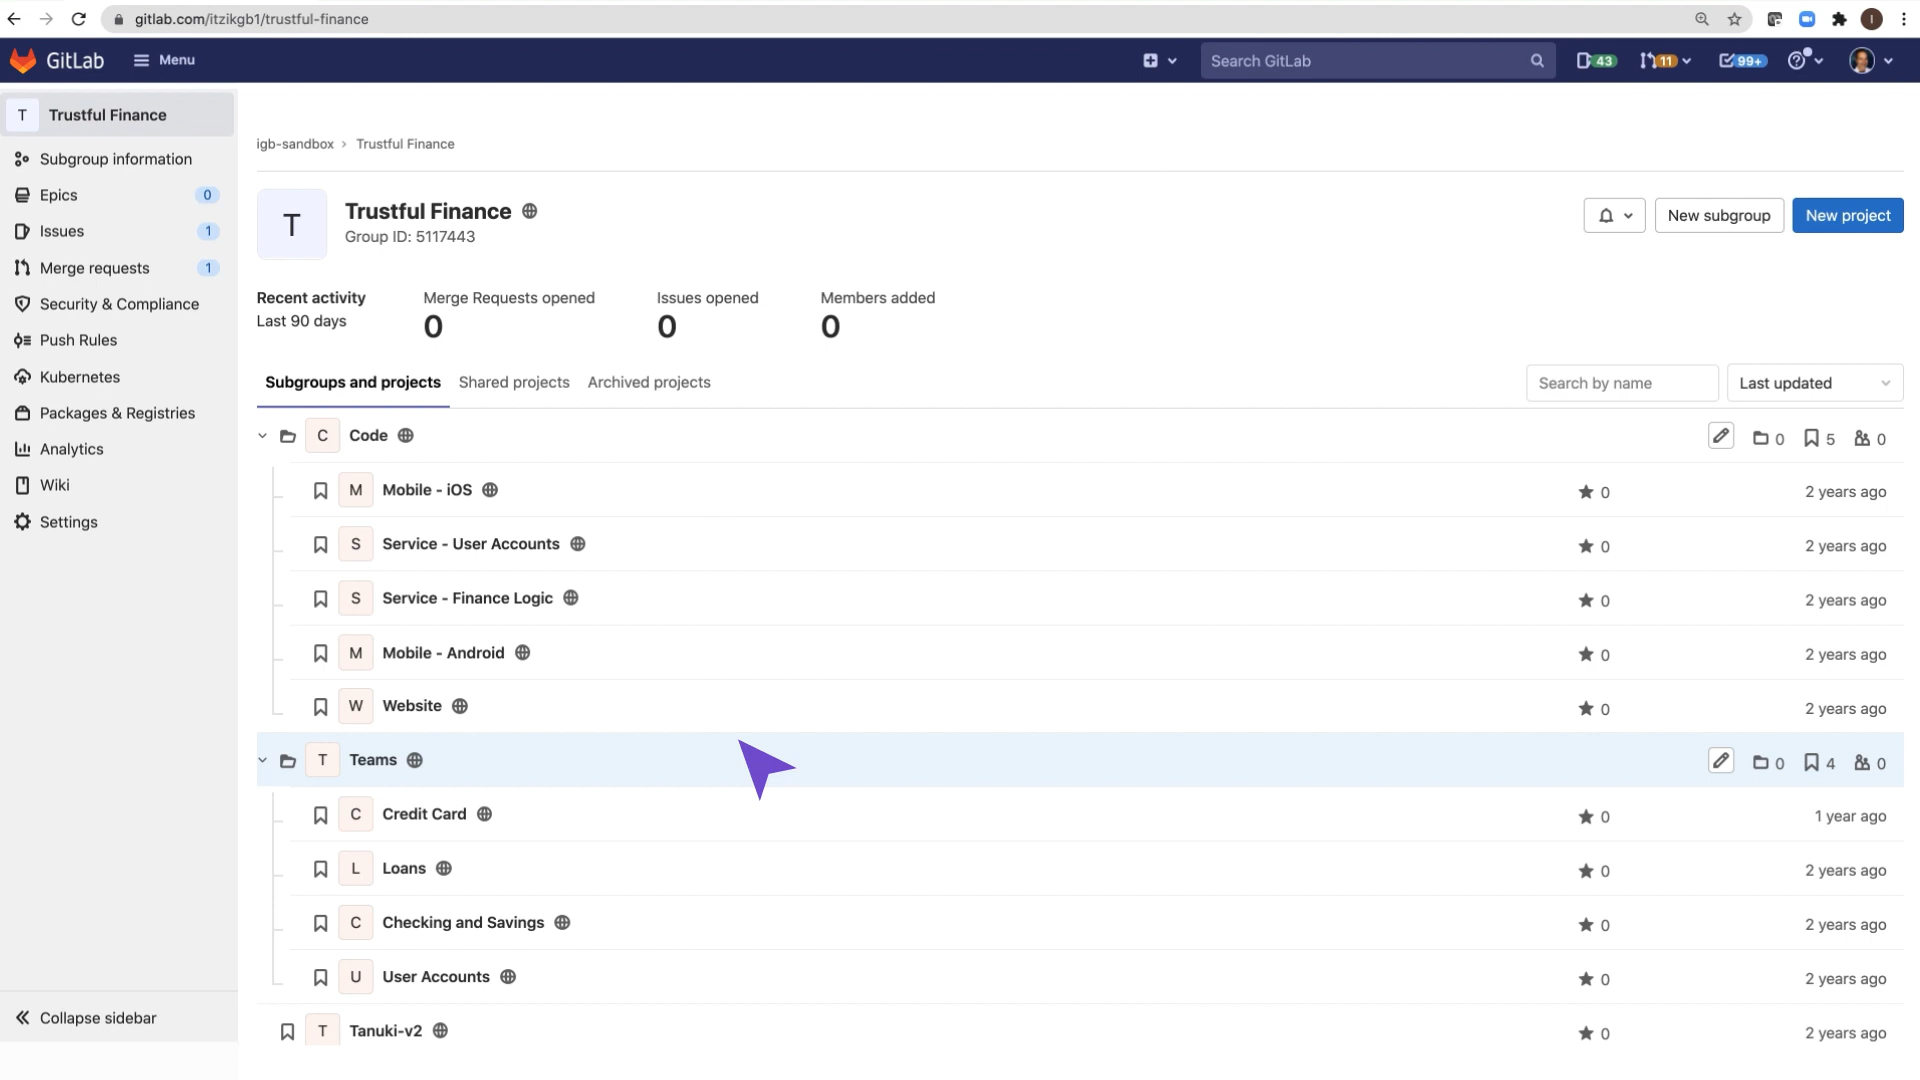 gitlab.com/itzikgb1/trustful-finance
I
GitLab Menu Search GitLab 43 11 99+
T Trustful Finance
Subgroup information
Epics 0
Issues 1
Merge requests 1
Security & Compliance
Push Rules
Kubernetes
Packages & Registries
Analytics
Wiki
Settings
Collapse sidebar
igb-sandbox › Trustful Finance
T
Trustful Finance
Group ID: 5117443
New subgroup
New project
Recent activity
Last 90 days
Merge Requests opened
0
Issues opened
0
Members added
0
Subgroups and projects Shared projects Archived projects
Search by name
Last updated
C Code 0 5 0
M Mobile - iOS 0 2 years ago
S Service - User Accounts 0 2 years ago
S Service - Finance Logic 0 2 years ago
M Mobile - Android 0 2 years ago
W Website 0 2 years ago
T Teams 0 4 0
C Credit Card 0 1 year ago
L Loans 0 2 years ago
C Checking and Savings 0 2 years ago
U User Accounts 0 2 years ago
T Tanuki-v2 0 2 years ago